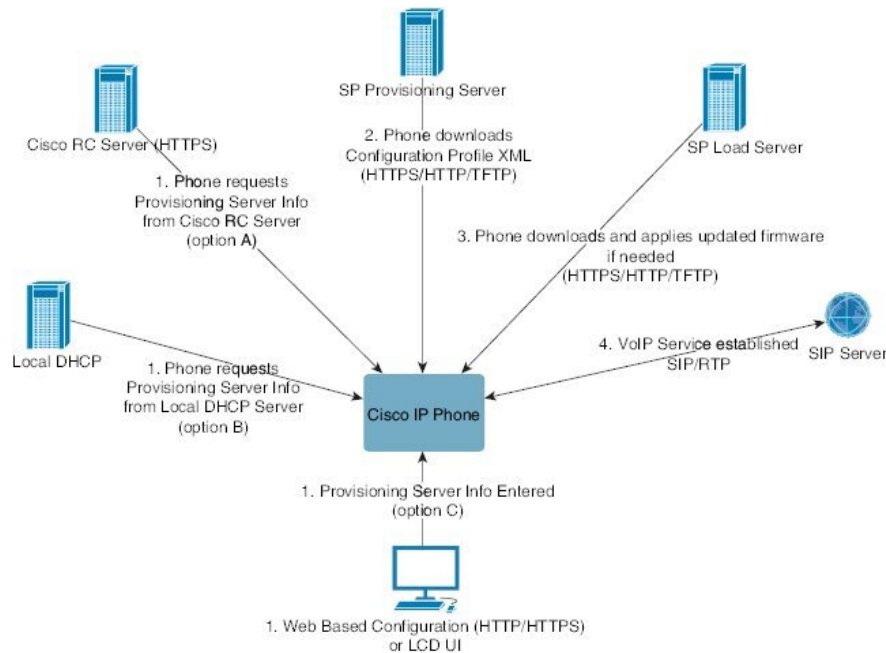 SP Provisioning Server
Cisco RC Server (HTTPS)
SP Load Server
2. Phone downloads
Configuration Profile XML
(HTTPS/HTTP/TFTP)
1. Phone requests
Provisioning Server Info
from Cisco RC Server
(option A)
3. Phone downloads and applies updated firmware
if needed
(HTTPS/HTTP/TFTP)
Local DHCP
1. Phone requests
Provisioning Server Info
from Local DHCP Server
(option B)
4. VoIP Service established
SIP/RTP
SIP Server
Cisco IP Phone
1. Provisioning Server Info Entered
(option C)
1. Web Based Configuration (HTTP/HTTPS)
or LCD UI